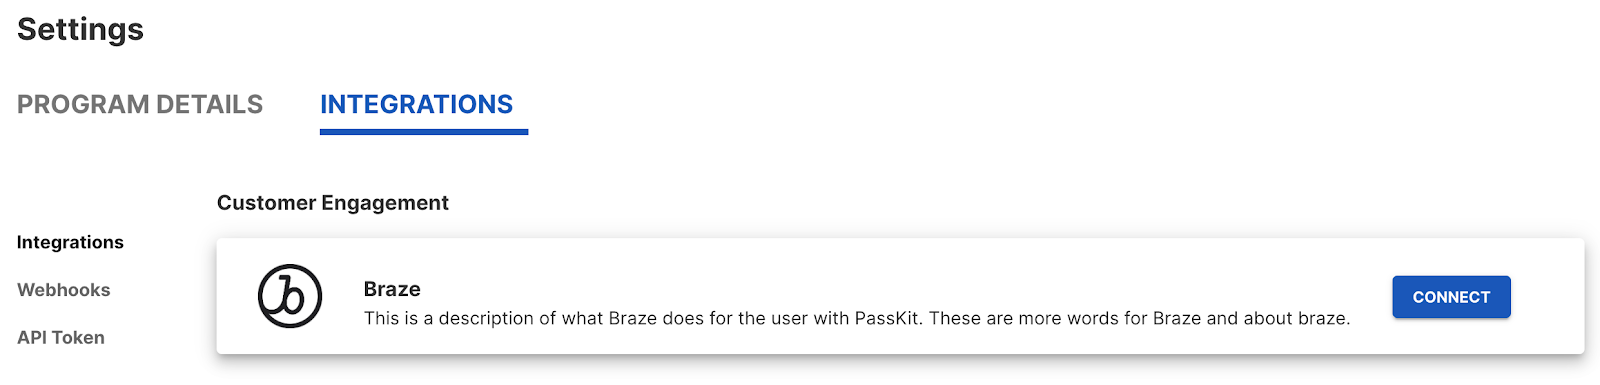 Settings
PROGRAM DETAILS
INTEGRATIONS
Customer Engagement
Integrations
Webhooks
API Token
Braze
This is a description of what Braze does for the user with PassKit. These are more words for Braze and about braze.
CONNECT